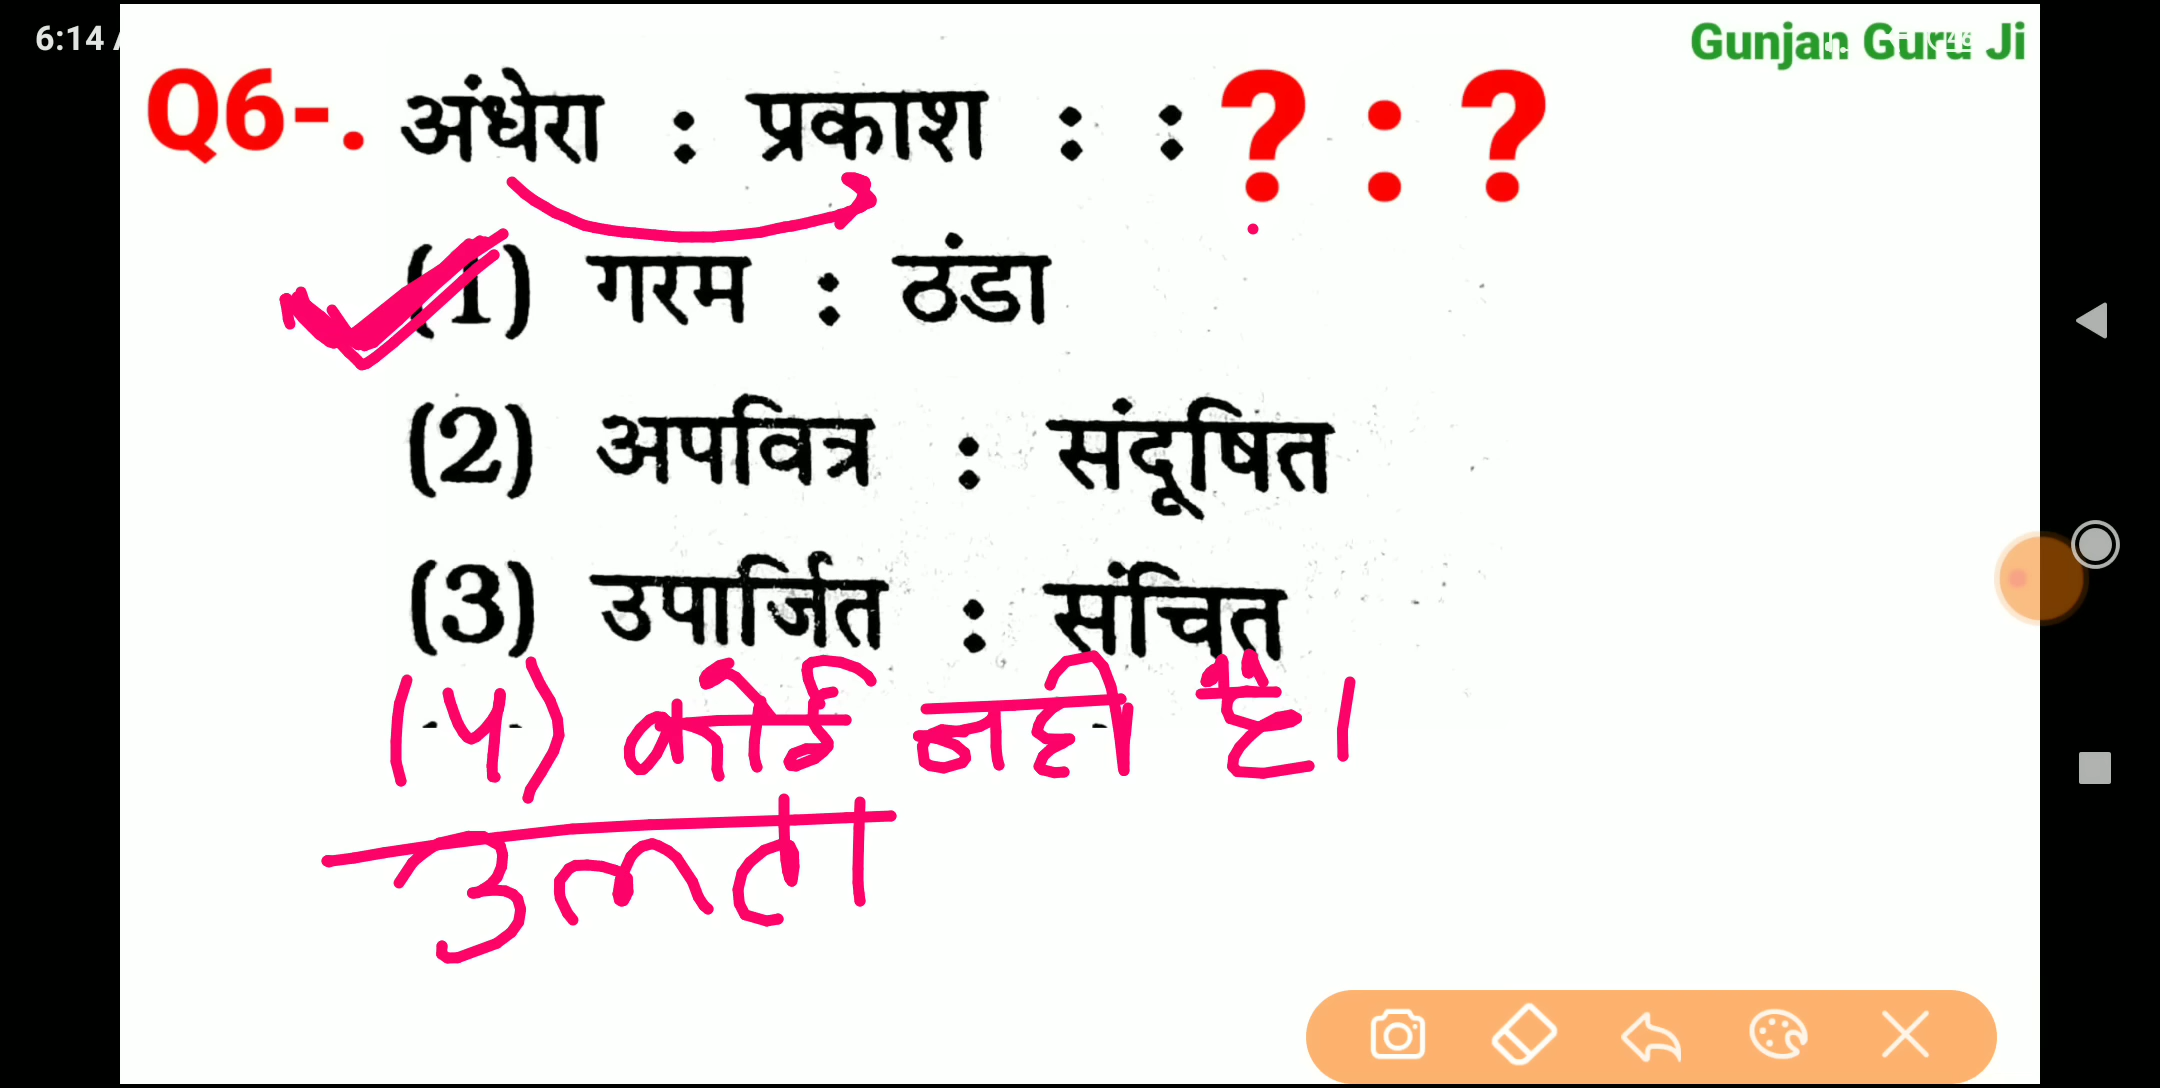 6:14
Gunjan Guru Ji
Q6-. अंधेरा : प्रकाश : : ? : ?
(1) गरम : ठंडा
(2) अपवित्र : संदूषित
(3) उपार्जित : संचित
(4) कोई नही है।
उलटा